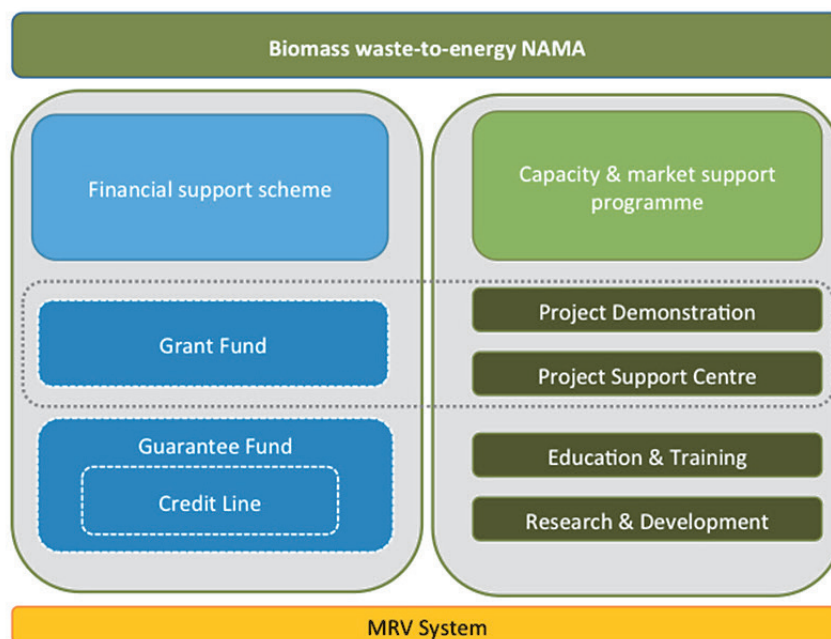 Biomass waste-to-energy NAMA
Financial support scheme
Grant Fund
Guarantee Fund
Credit Line
Capacity & market support
programme
Project Demonstration
Project Support Centre
Education & Training
Research & Development
MRV System